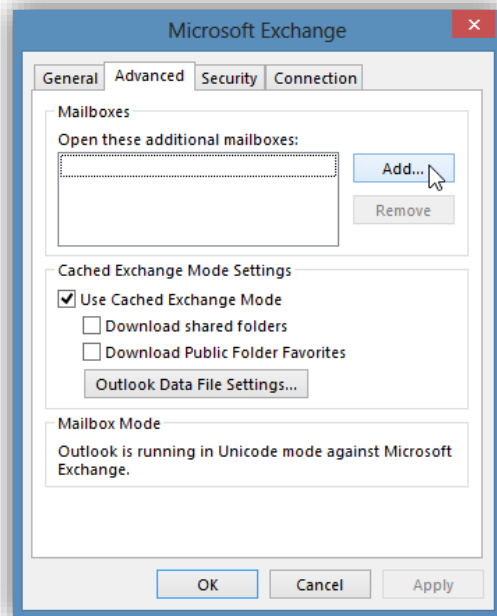 Microsoft Exchange
General Advanced Security Connection
Mailboxes
Open these additional mailboxes:
Add...
Remove
Cached Exchange Mode Settings
Use Cached Exchange Mode
Download shared folders
Download Public Folder Favorites
Outlook Data File Settings...
Mailbox Mode
Outlook is running in Unicode mode against Microsoft
Exchange.
OK Cancel Apply